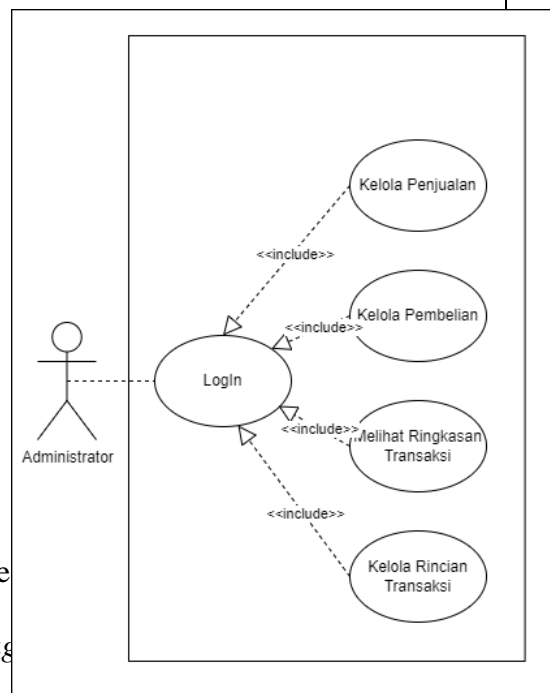 Kelola Penjualan
<<include>>
Kelola Pembelian
<<include>>
LogIn
Administrator
<<include>>
Melihat Ringkasan
Transaksi
<<include>>
Kelola Rincian
Transaksi